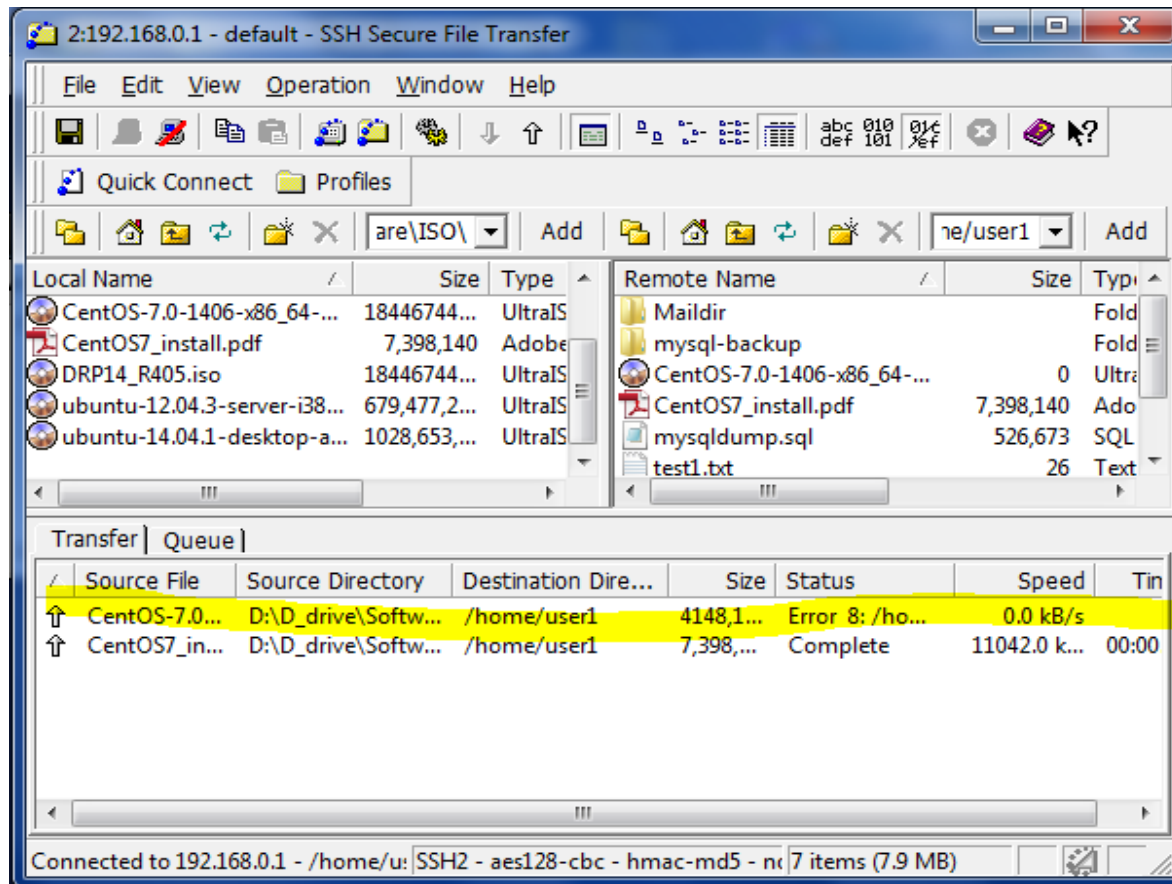 2:192.168.0.1 - default - SSH Secure File Transfer
File Edit View Operation Window Help
abc def 010 101
Quick Connect Profiles
are\ISO\ Add ne/user1 Add
Local Name Size Type Remote Name Size Typ
CentOS-7.0-1406-x86_64-... 18446744... UltraIS
CentOS7_install.pdf 7,398,140 Adobe
DRP14_R405.iso 18446744... UltraIS
ubuntu-12.04.3-server-i38... 679,477,2... UltraIS
ubuntu-14.04.1-desktop-a... 1028,653,... UltraIS
Maildir Fold
mysql-backup Fold
CentOS-7.0-1406-x86_64-... 0 Ultra
CentOS7_install.pdf 7,398,140 Ado
mysqldump.sql 526,673 SQL
test1.txt 26 Text
Transfer Queue
Source File Source Directory Destination Dire... Size Status Speed Tin
CentOS-7.0... D:\D_drive\Softw... /home/user1 4148,1... Error 8: /ho... 0.0 kB/s
CentOS7_in... D:\D_drive\Softw... /home/user1 7,398,... Complete 11042.0 k... 00:00
Connected to 192.168.0.1 - /home/u: SSH2 - aes128-cbc - hmac-md5 - no 7 items (7.9 MB)